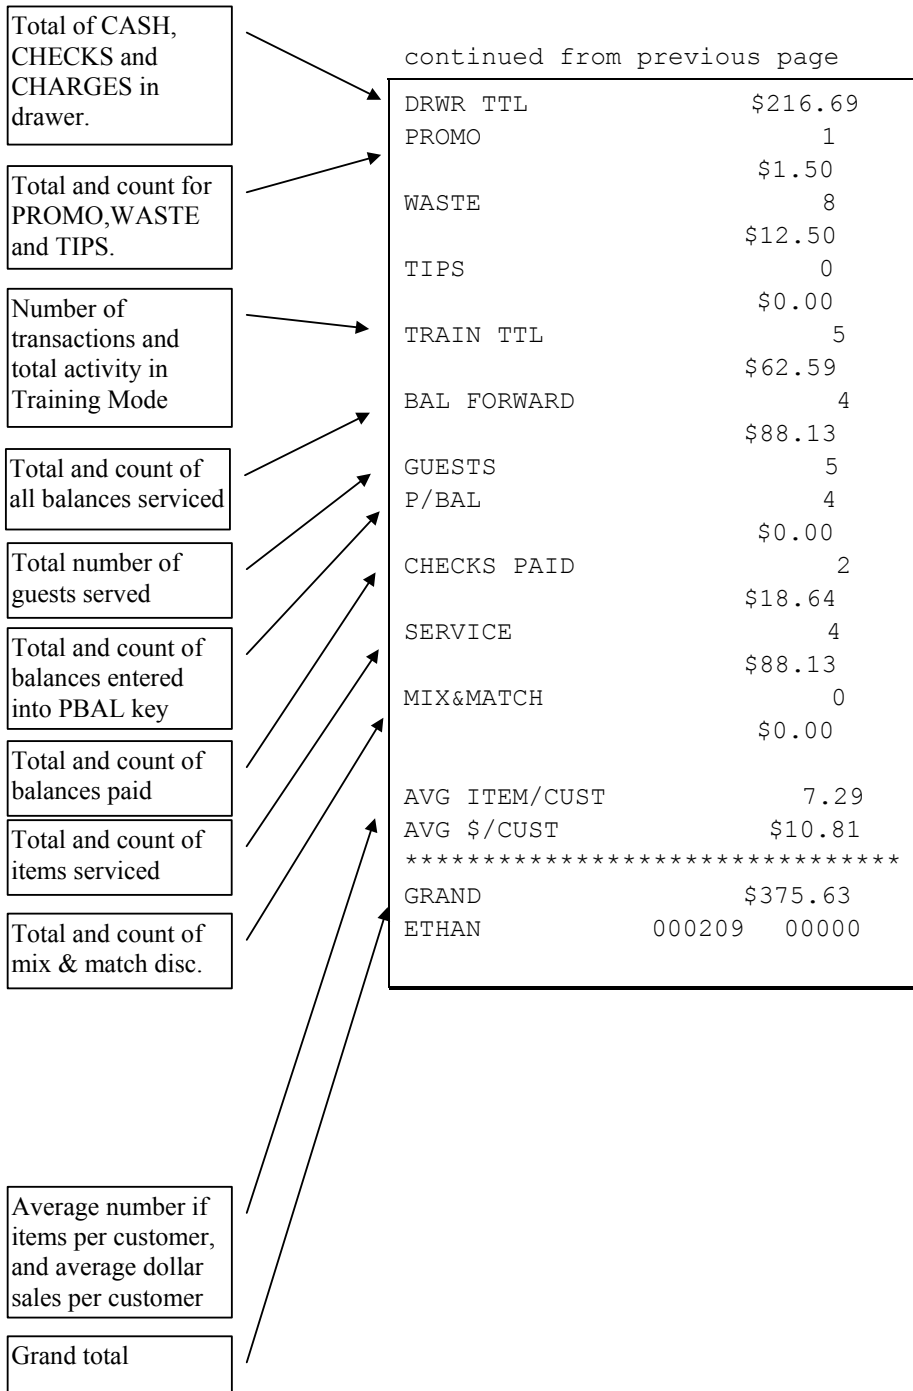 Total of CASH,
CHECKS and
CHARGES in
drawer.
Total and count for
PROMO,WASTE
and TIPS.
Number of
transactions and
total activity in
Training Mode
Total and count of
all balances serviced
Total number of
guests served
Total and count of
balances entered
into PBAL key
Total and count of
balances paid
Total and count of
items serviced
Total and count of
mix & match disc.
Average number if
items per customer,
and average dollar
sales per customer
Grand total
continued from previous page
DRWR TTL $216.69
PROMO 1
$1.50
WASTE 8
$12.50
TIPS 0
$0.00
TRAIN TTL 5
$62.59
BAL FORWARD 4
$88.13
GUESTS 5
P/BAL 4
$0.00
CHECKS PAID 2
$18.64
SERVICE 4
$88.13
MIX&MATCH 0
$0.00
AVG ITEM/CUST 7.29
AVG $/CUST $10.81
********************************
GRAND $375.63
ETHAN 000209 00000